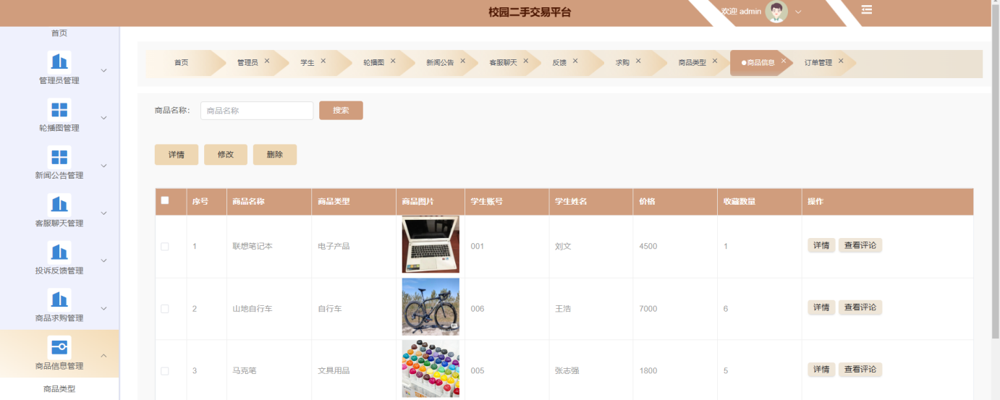 校园二手交易平台
欢迎 admin
首页
管理员管理
轮播图管理
新闻公告管理
客服聊天管理
投诉反馈管理
商品求购管理
商品信息管理
商品类型
首页 管理员 × 学生 × 轮播图 × 新闻公告 × 客服聊天 × 反馈 × 求购 × 商品类型 × ●商品信息 × 订单管理 ×
商品名称: 商品名称 搜索
详情 修改 删除
序号 商品名称 商品类型 商品图片 学生账号 学生姓名 价格 收藏数量 操作
1 联想笔记本 电子产品 001 刘文 4500 1 详情 查看评论
2 山地自行车 自行车 006 王浩 7000 6 详情 查看评论
3 马克笔 文具用品 005 张志强 1800 5 详情 查看评论